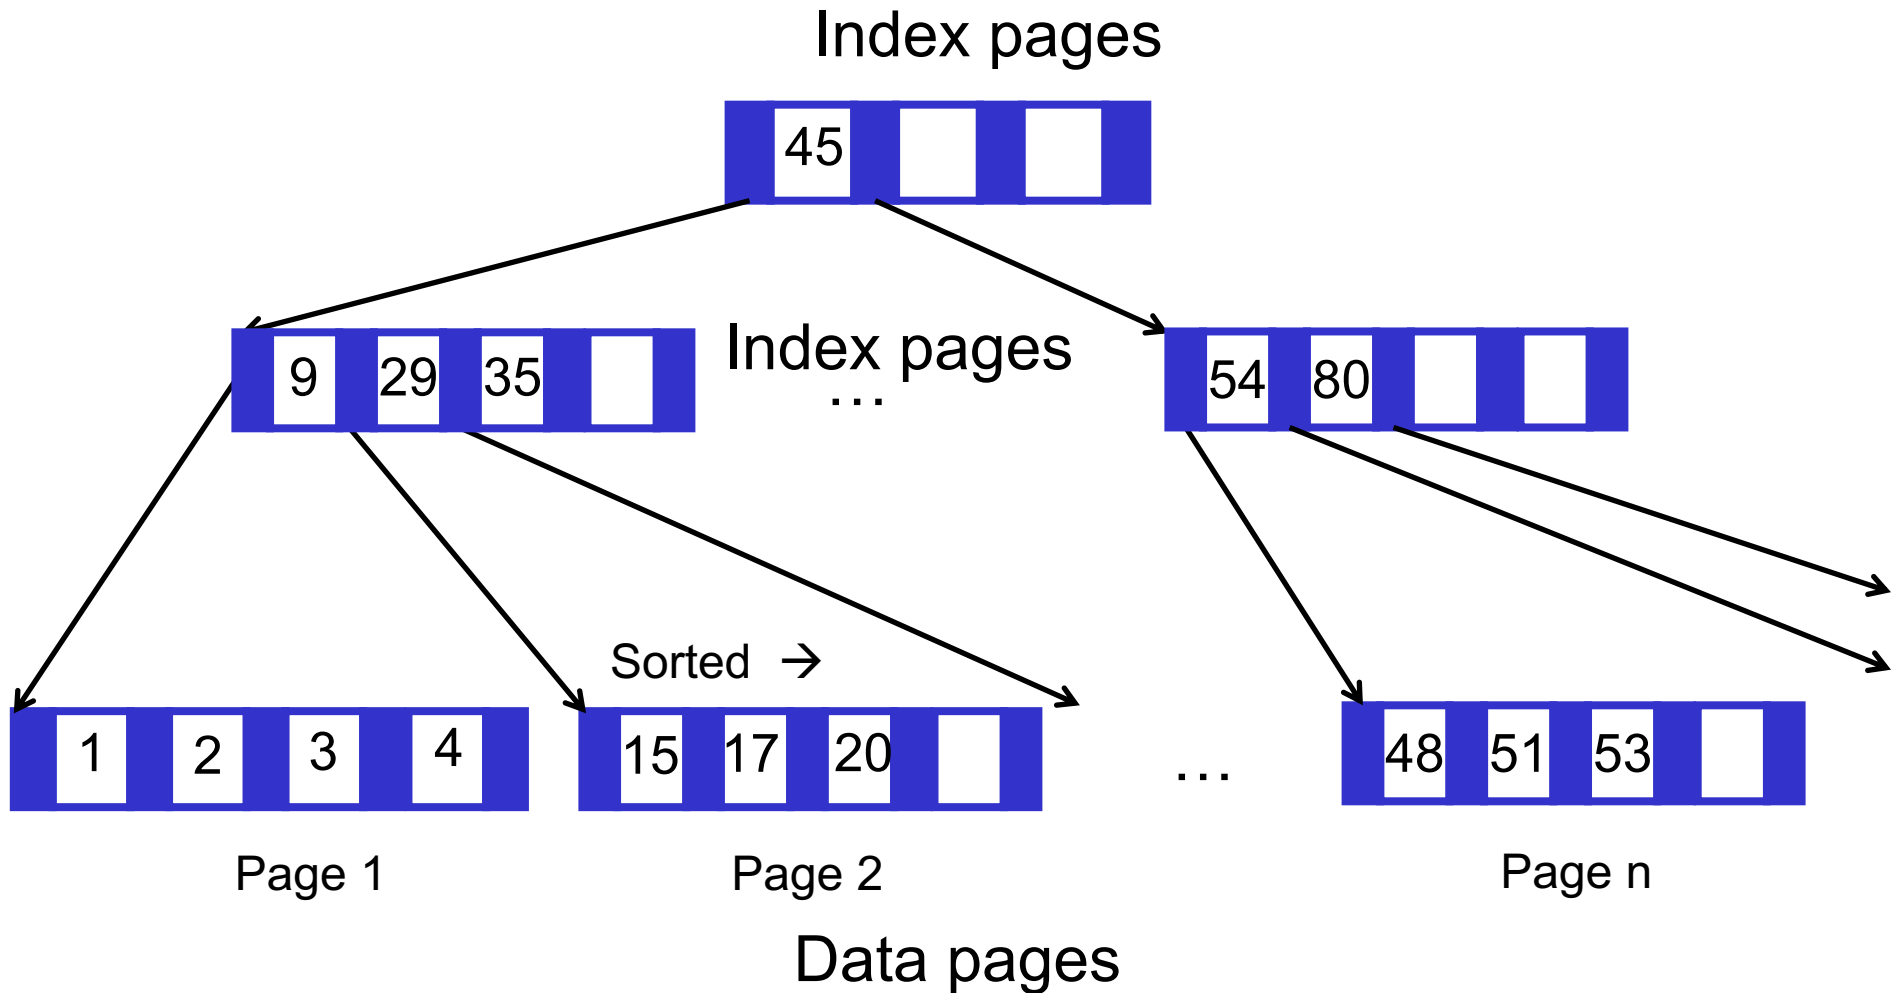 Index pages
45
9 29 35
Index pages
...
54 80
Sorted →
1 2 3 4
15 17 20
...
48 51 53
Page 1
Page 2
Page n
Data pages